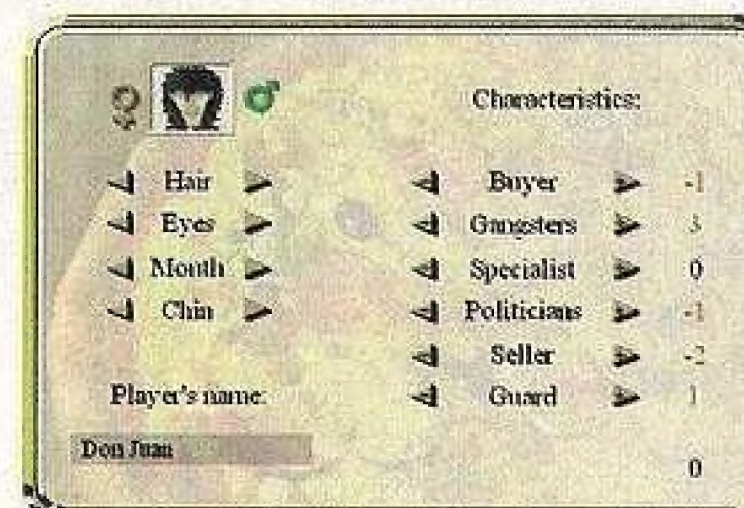 Characteristics:
Hair Buyer -1
Eyes Gangsters 3
Month Specialist 0
Chin Politicians -1
Seller -2
Player's name: Guard 1
Don Juan
0